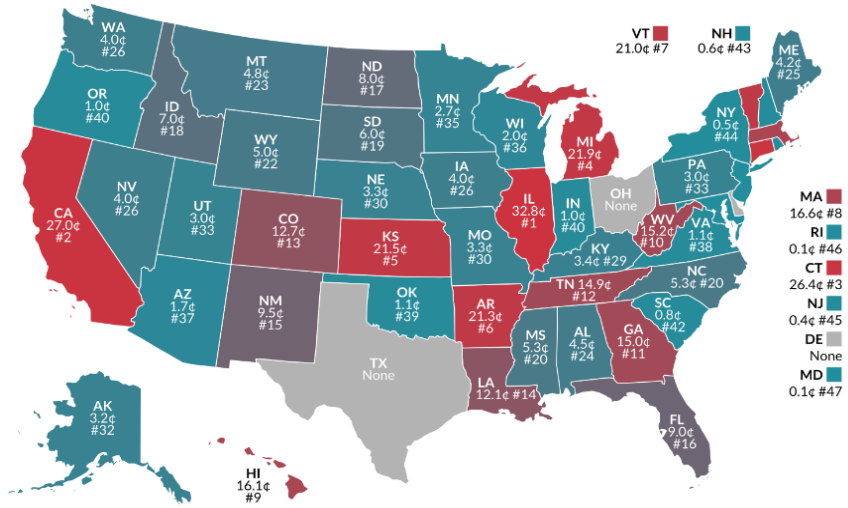 VT
21.0¢ #7
NH
0.6¢ #43
WA
4.0¢
#26
OR
1.0¢
#40
CA
27.0¢
#2
NV
4.0¢
#26
ID
7.0¢
#18
MT
4.8¢
#23
WY
5.0¢
#22
UT
3.0¢
#33
AZ
1.7¢
#37
CO
12.7¢
#13
NM
9.5¢
#15
ND
8.0¢
#17
SD
6.0¢
#19
NE
3.3¢
#30
KS
21.5¢
#5
OK
1.1¢
#39
TX
None
MN
2.7¢
#35
IA
4.0¢
#26
MO
3.3¢
#30
AR
21.3¢
#6
LA
12.1¢ #14
WI
2.0¢
#36
IL
32.8¢
#1
MI
21.9¢
#4
IN
1.0¢
#40
OH
None
KY
3.4¢ #29
TN 14.9¢
#12
MS
5.3¢
#20
AL
4.5¢
#24
GA
15.0¢
#11
FL
9.0¢
#16
SC
0.8¢
#42
NC
5.3¢ #20
VA
1.1¢
#38
WV
15.2¢
#10
PA
3.0¢
#33
NY
0.5¢
#44
ME
4.2¢
#25
MA
16.6¢ #8
RI
0.1¢ #46
CT
26.4¢ #3
NJ
0.4¢ #45
DE
None
MD
0.1¢ #47
AK
3.2¢
#32
HI
16.1¢
#9